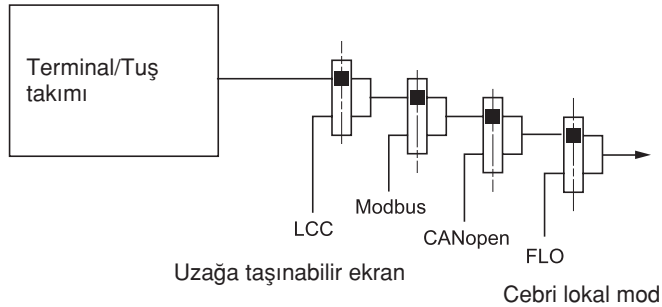 Terminal/Tuş
takımı
LCC
Modbus
CANopen
FLO
Uzağa taşınabilir ekran
Cebri lokal mod